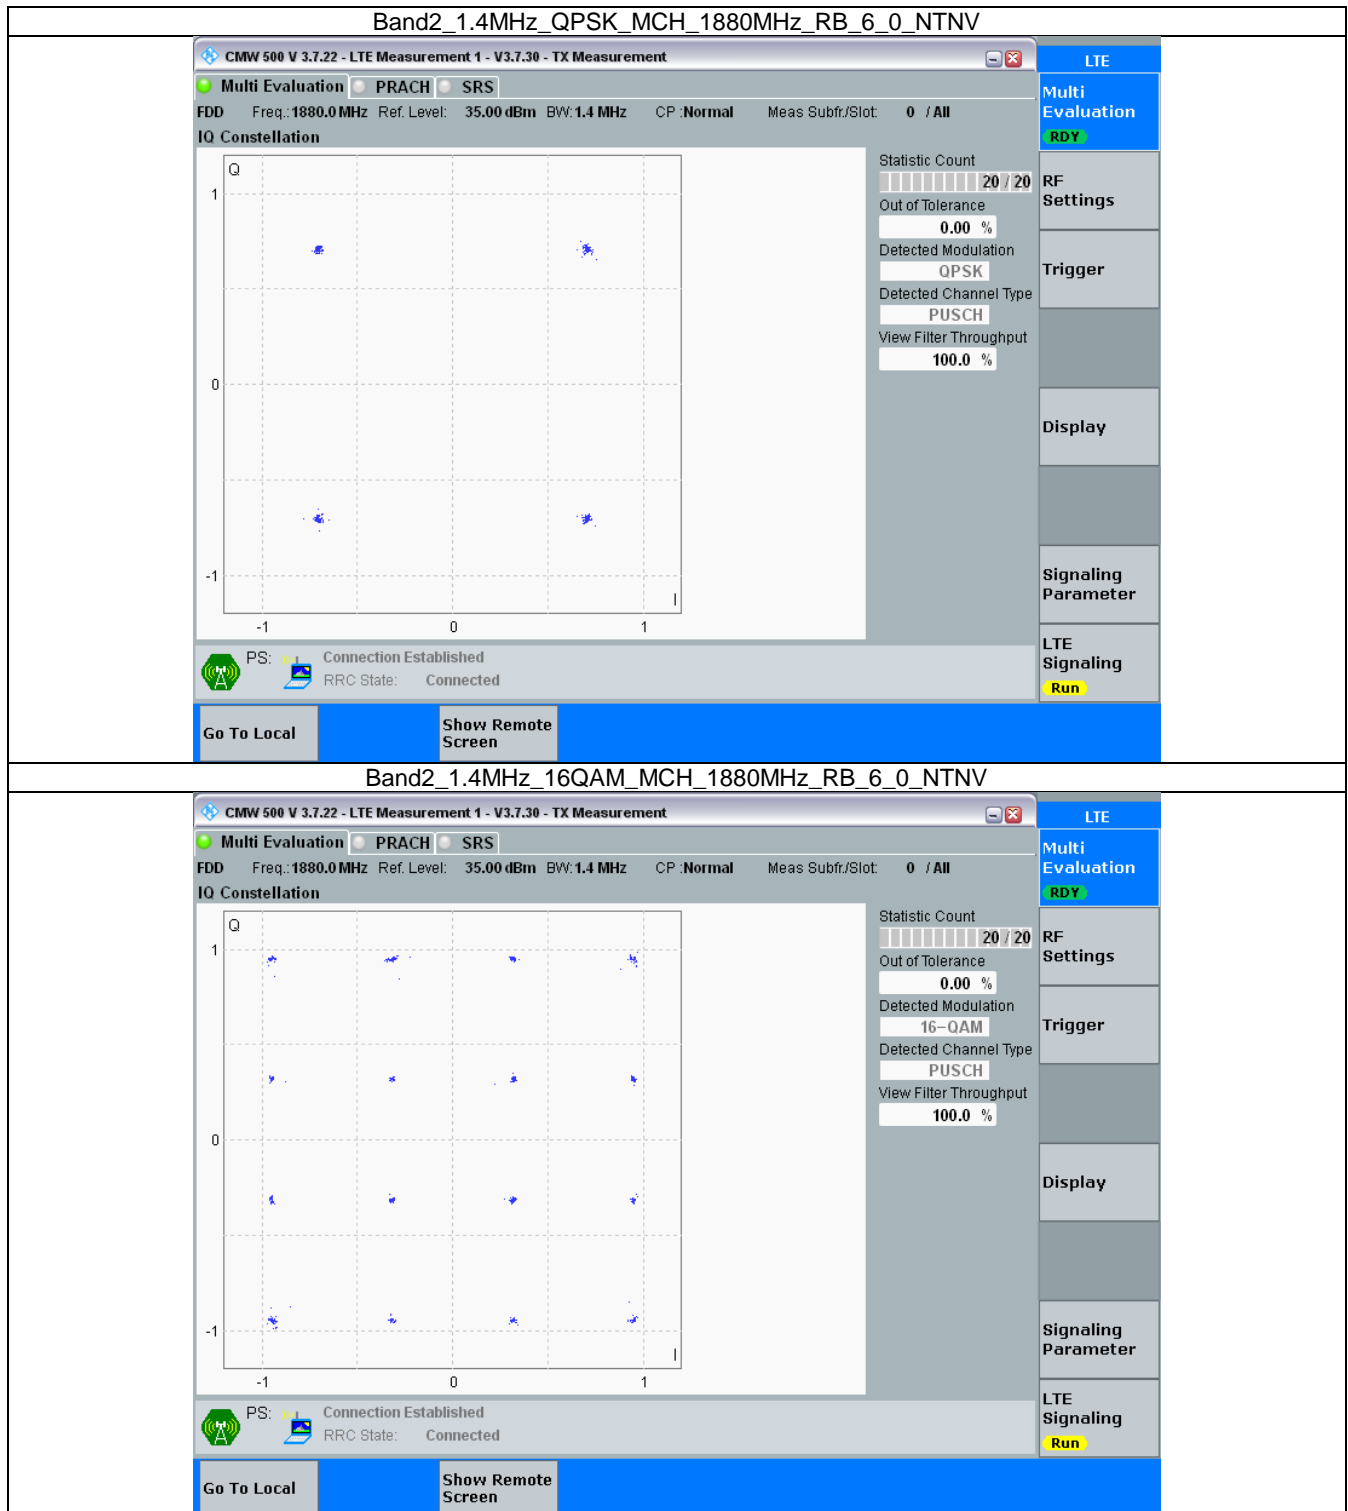 Band2_1.4MHz_QPSK_MCH_1880MHz_RB_6_0_NTNV
CMW 500 V 3.7.22 - LTE Measurement 1 - V3.7.30 - TX Measurement
LTE
Multi Evaluation PRACH SRS
Multi
Evaluation
RDY
FDD Freq.: 1880.0 MHz Ref. Level: 35.00 dBm BW: 1.4 MHz CP : Normal Meas Subfr./Slot: 0 / All
IQ Constellation
Q
1
0
-1
I
-1 0 1
Statistic Count
20 / 20
Out of Tolerance
0.00 %
Detected Modulation
QPSK
Detected Channel Type
PUSCH
View Filter Throughput
100.0 %
RF
Settings
Trigger
Display
Signaling
Parameter
LTE
Signaling
Run
PS: Connection Established
RRC State: Connected
Go To Local
Show Remote
Screen
Band2_1.4MHz_16QAM_MCH_1880MHz_RB_6_0_NTNV
CMW 500 V 3.7.22 - LTE Measurement 1 - V3.7.30 - TX Measurement
LTE
Multi Evaluation PRACH SRS
Multi
Evaluation
RDY
FDD Freq.: 1880.0 MHz Ref. Level: 35.00 dBm BW: 1.4 MHz CP : Normal Meas Subfr./Slot: 0 / All
IQ Constellation
Q
1
0
-1
I
-1 0 1
Statistic Count
20 / 20
Out of Tolerance
0.00 %
Detected Modulation
16-QAM
Detected Channel Type
PUSCH
View Filter Throughput
100.0 %
RF
Settings
Trigger
Display
Signaling
Parameter
LTE
Signaling
Run
PS: Connection Established
RRC State: Connected
Go To Local
Show Remote
Screen